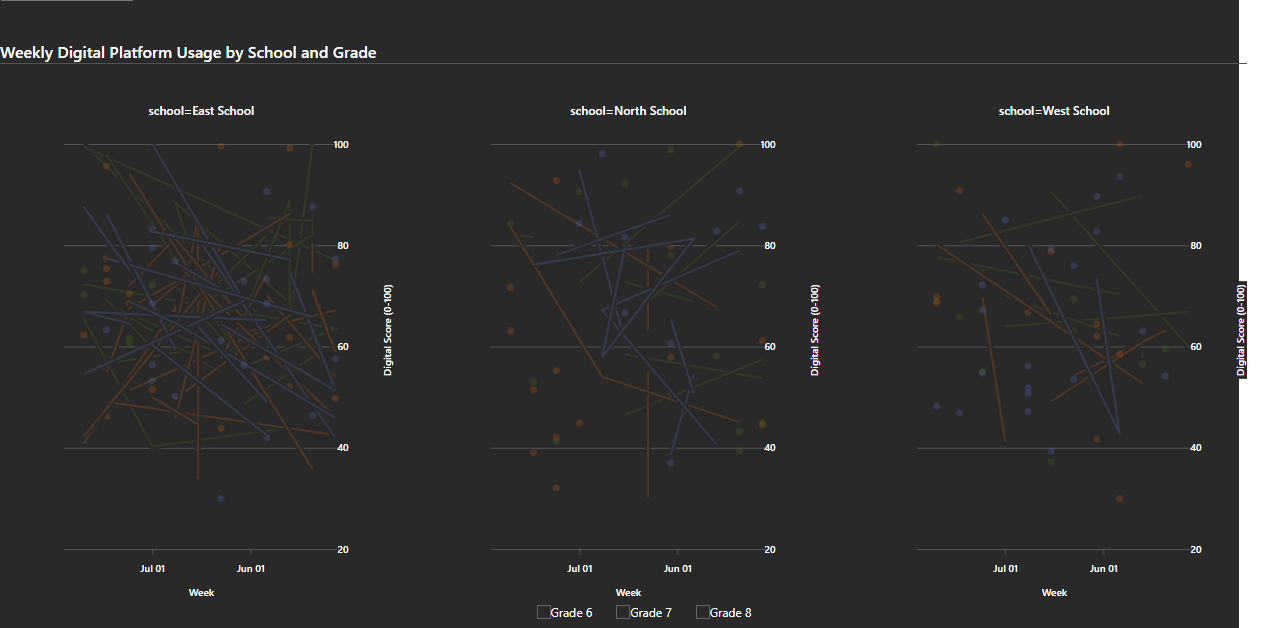 Weekly Digital Platform Usage by School and Grade
school=East School
school=North School
school=West School
100
80
60
40
20
Digital Score (0-100)
Jul 01
Jun 01
Week
100
80
60
40
20
Digital Score (0-100)
Jul 01
Jun 01
Week
100
80
60
40
20
Digital Score (0-100)
Jul 01
Jun 01
Week
Grade 6
Grade 7
Grade 8